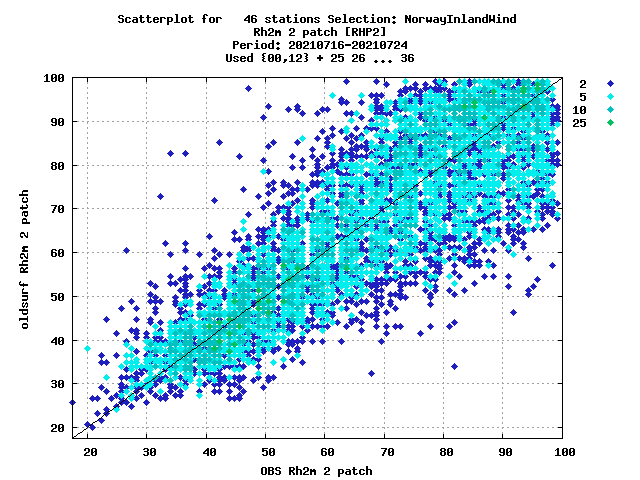 Scatterplot for   46 stations Selection: NorwayInlandWind
Rh2m 2 patch [RHP2]
Period: 20210716-20210724
Used {00,12} + 25 26 ... 36
100
90
80
70
60
50
40
30
20
oldsurf Rh2m 2 patch
20 30 40 50 60 70 80 90 100
OBS Rh2m 2 patch
2
5
10
25